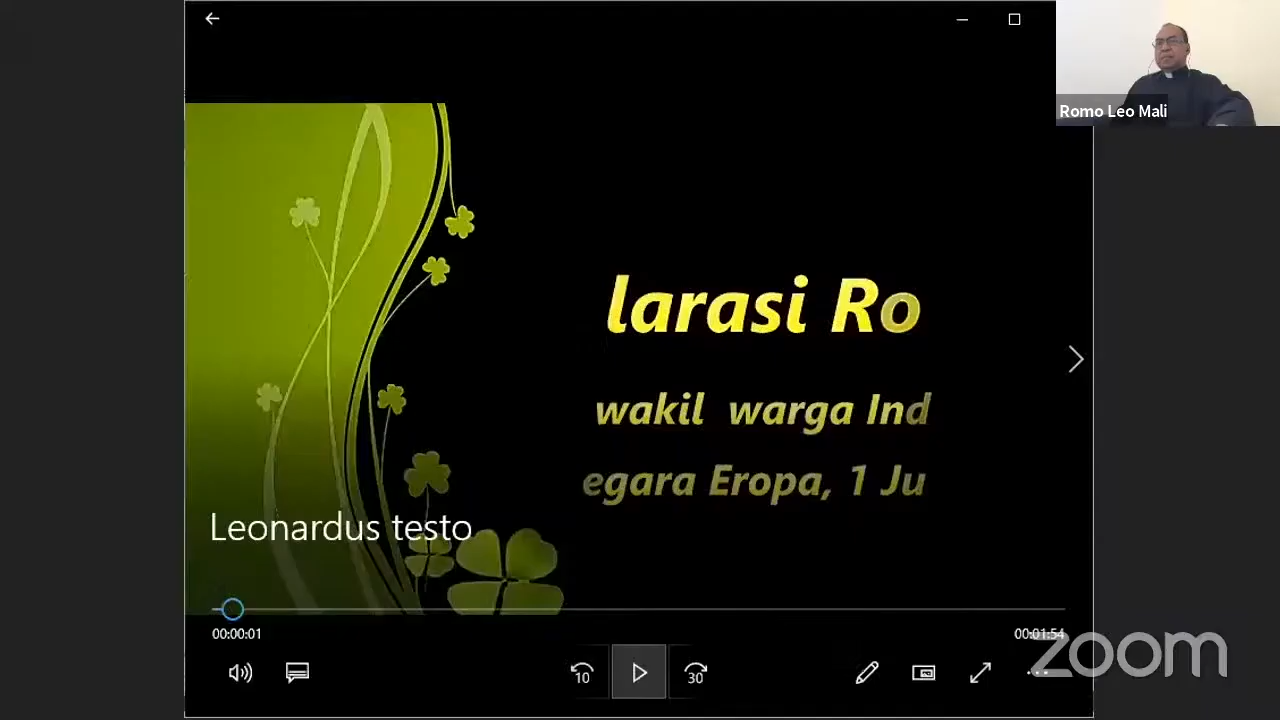 Romo Leo Mali
larasi Ro
wakil warga Ind
egara Eropa, 1 Ju
Leonardus testo
00:00:01
00:01:54
10
30
zoom